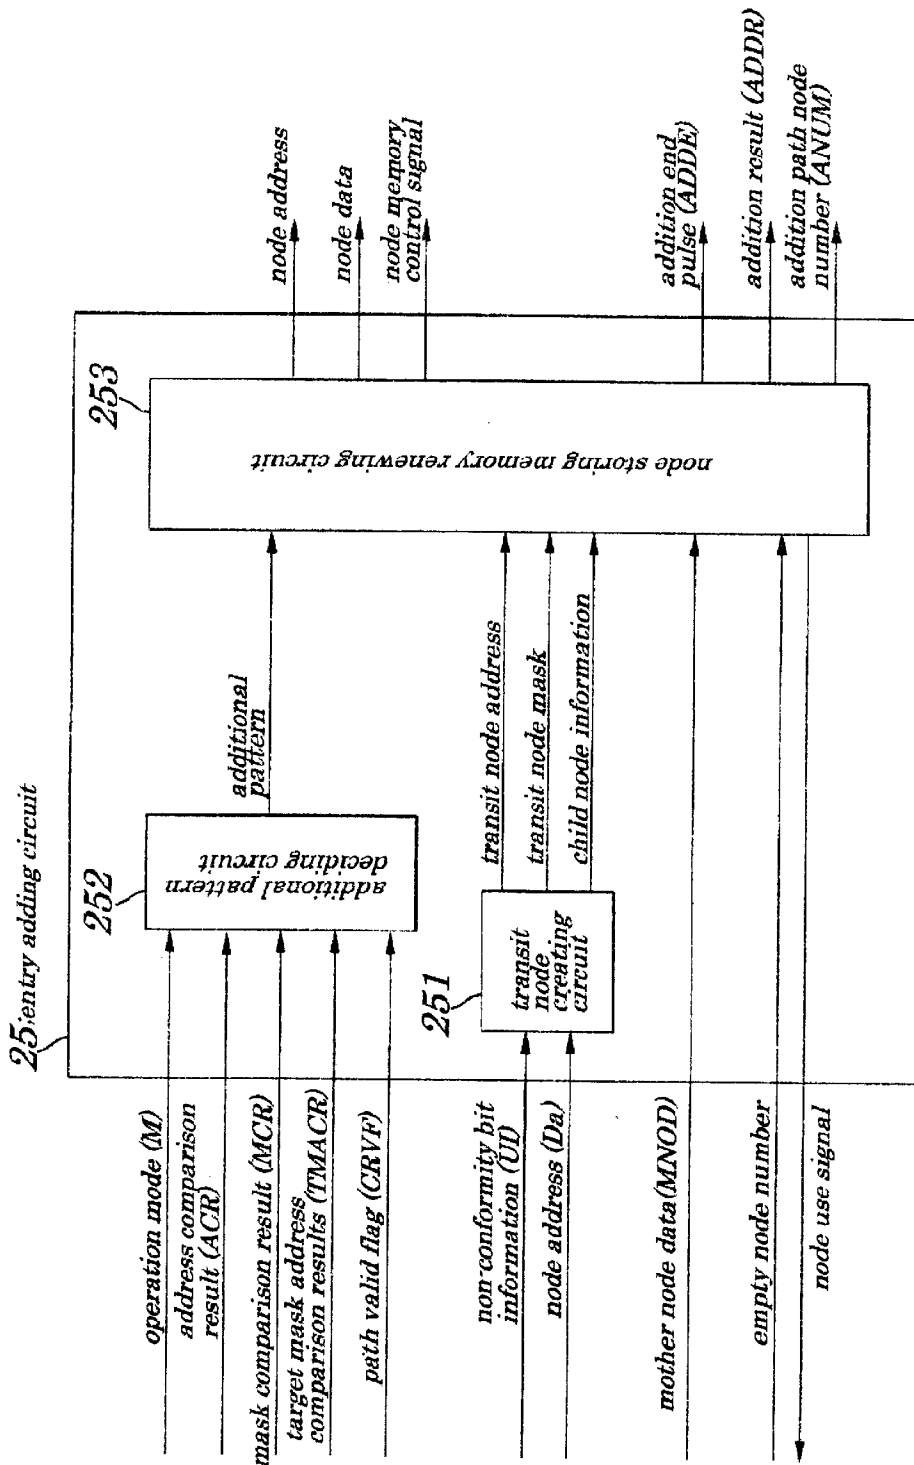 25:entry adding circuit
operation mode (M)
address comparison
result (ACR)
mask comparison result (MCR)
target mask address
comparison results (TMACR)
path valid flag (CRVF)
non-conformity bit
information (UI)
node address (Da)
mother node data(MNOD)
empty node number
node use signal
252
additional pattern
deciding circuit
251
transit
node
creating
circuit
additional
pattern
transit node address
transit node mask
child node information
253
node storing memory renewing circuit
node address
node data
node memory
control signal
addition end
pulse (ADDE)
addition result (ADDR)
addition path node
number (ANUM)